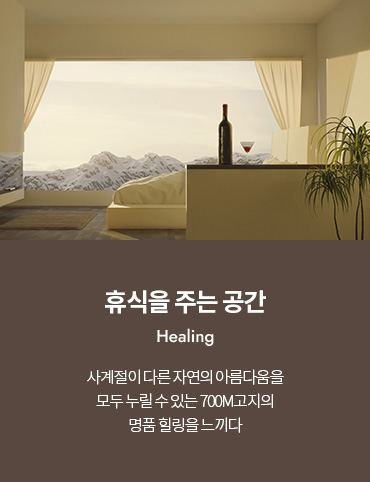 휴식을 주는 공간
Healing
사계절이 다른 자연의 아름다움을
모두 누릴 수 있는 700M고지의
명품 힐링을 느끼다